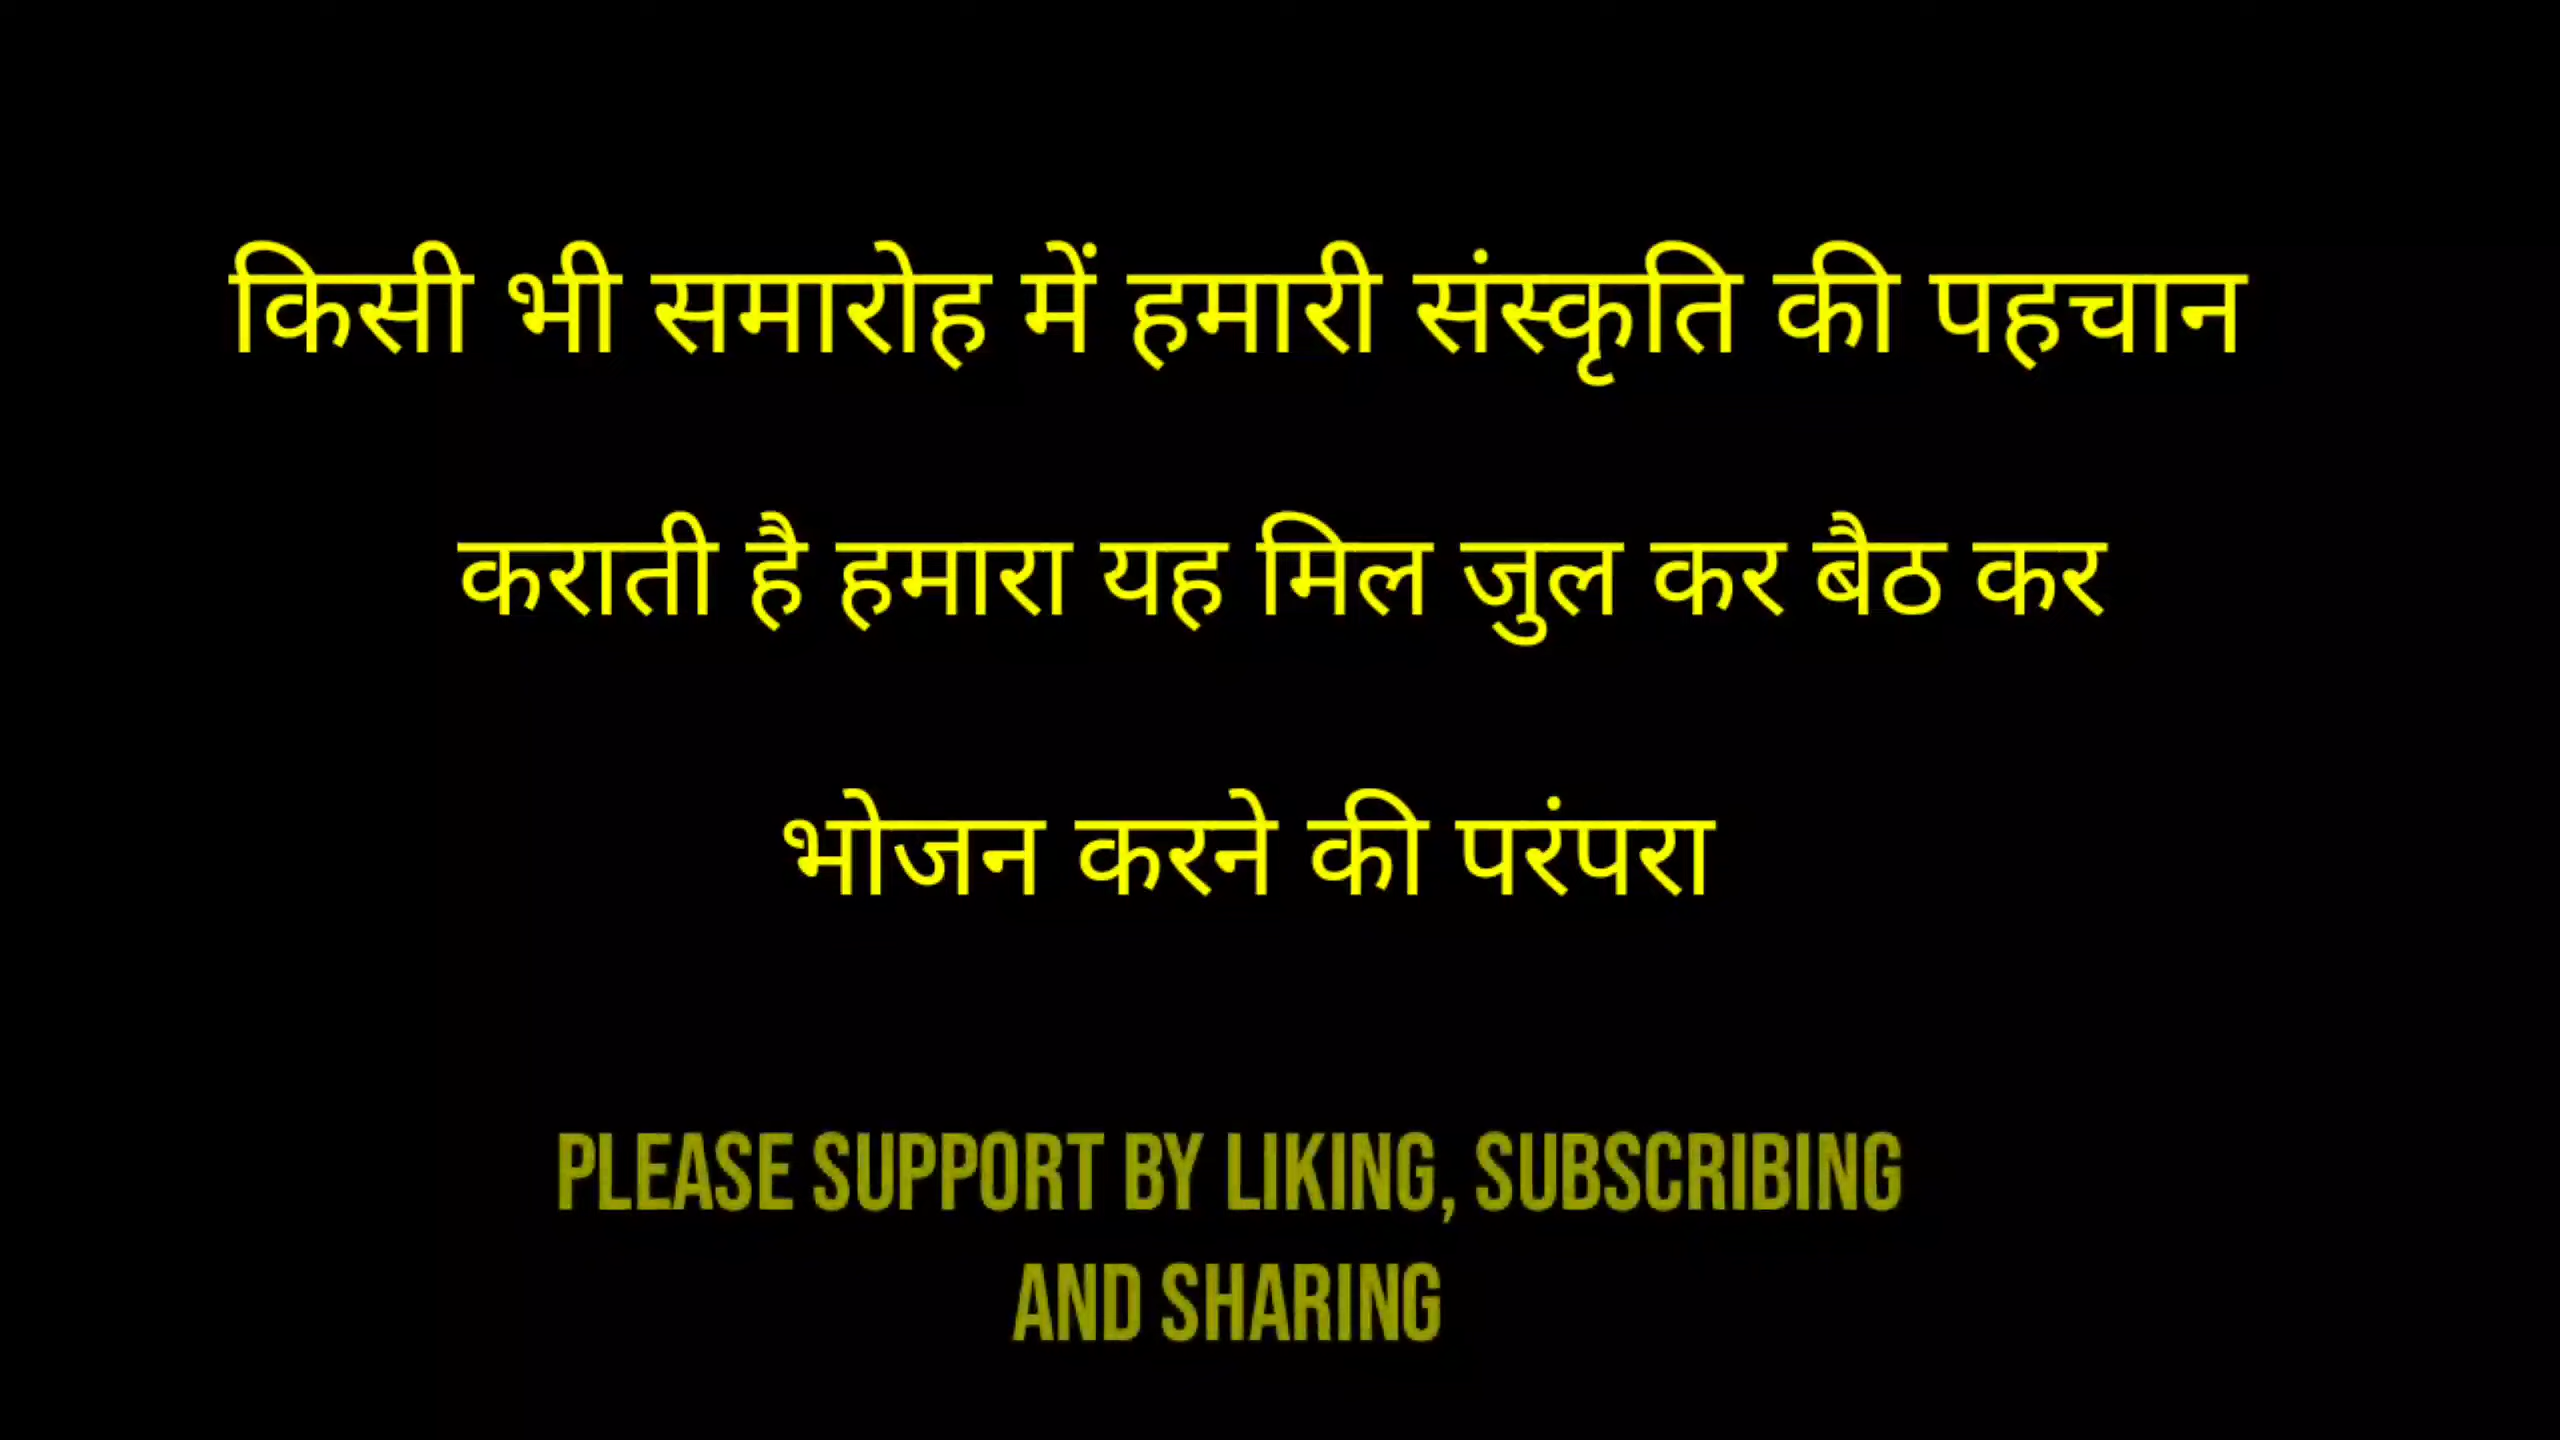 किसी भी समारोह में हमारी संस्कृति की पहचान
कराती है हमारा यह मिल जुल कर बैठ कर
भोजन करने की परंपरा
PLEASE SUPPORT BY LIKING, SUBSCRIBING
AND SHARING